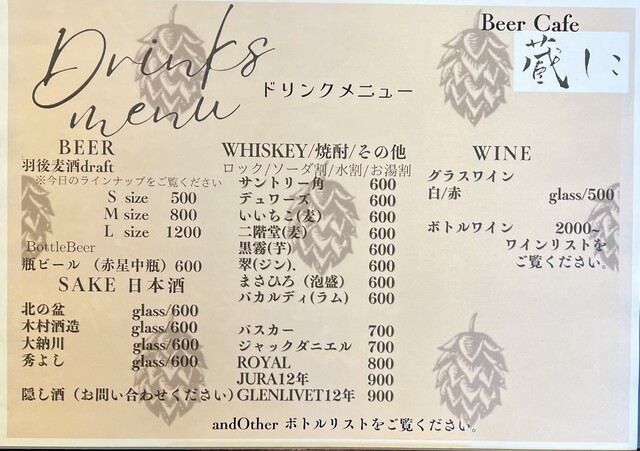 Drinks menu
ドリンクメニュー
Beer Cafe
蔵しこ
BEER
羽後麦酒draft
※今日のラインナップをご覧ください
S size 500
M size 800
L size 1200
BottleBeer
瓶ビール （赤星中瓶）600
SAKE 日本酒
北の盆 glass/600
木村酒造 glass/600
大納川 glass/600
秀よし glass/600
隠し酒（お問い合わせください）
WHISKEY/焼酎/その他
ロック/ソーダ割/水割/お湯割
サントリー角 600
デュワーズ 600
いいちこ(麦) 600
二階堂(麦) 600
黒霧(芋) 600
翠(ジン). 600
まさひろ（泡盛） 600
バカルディ(ラム) 600
バスカー 700
ジャックダニエル 700
ROYAL 800
JURA12年 900
GLENLIVET12年 900
WINE
グラスワイン
白/赤 glass/500
ボトルワイン 2000~
ワインリストを
ご覧ください。
andOther ボトルリストをご覧ください。